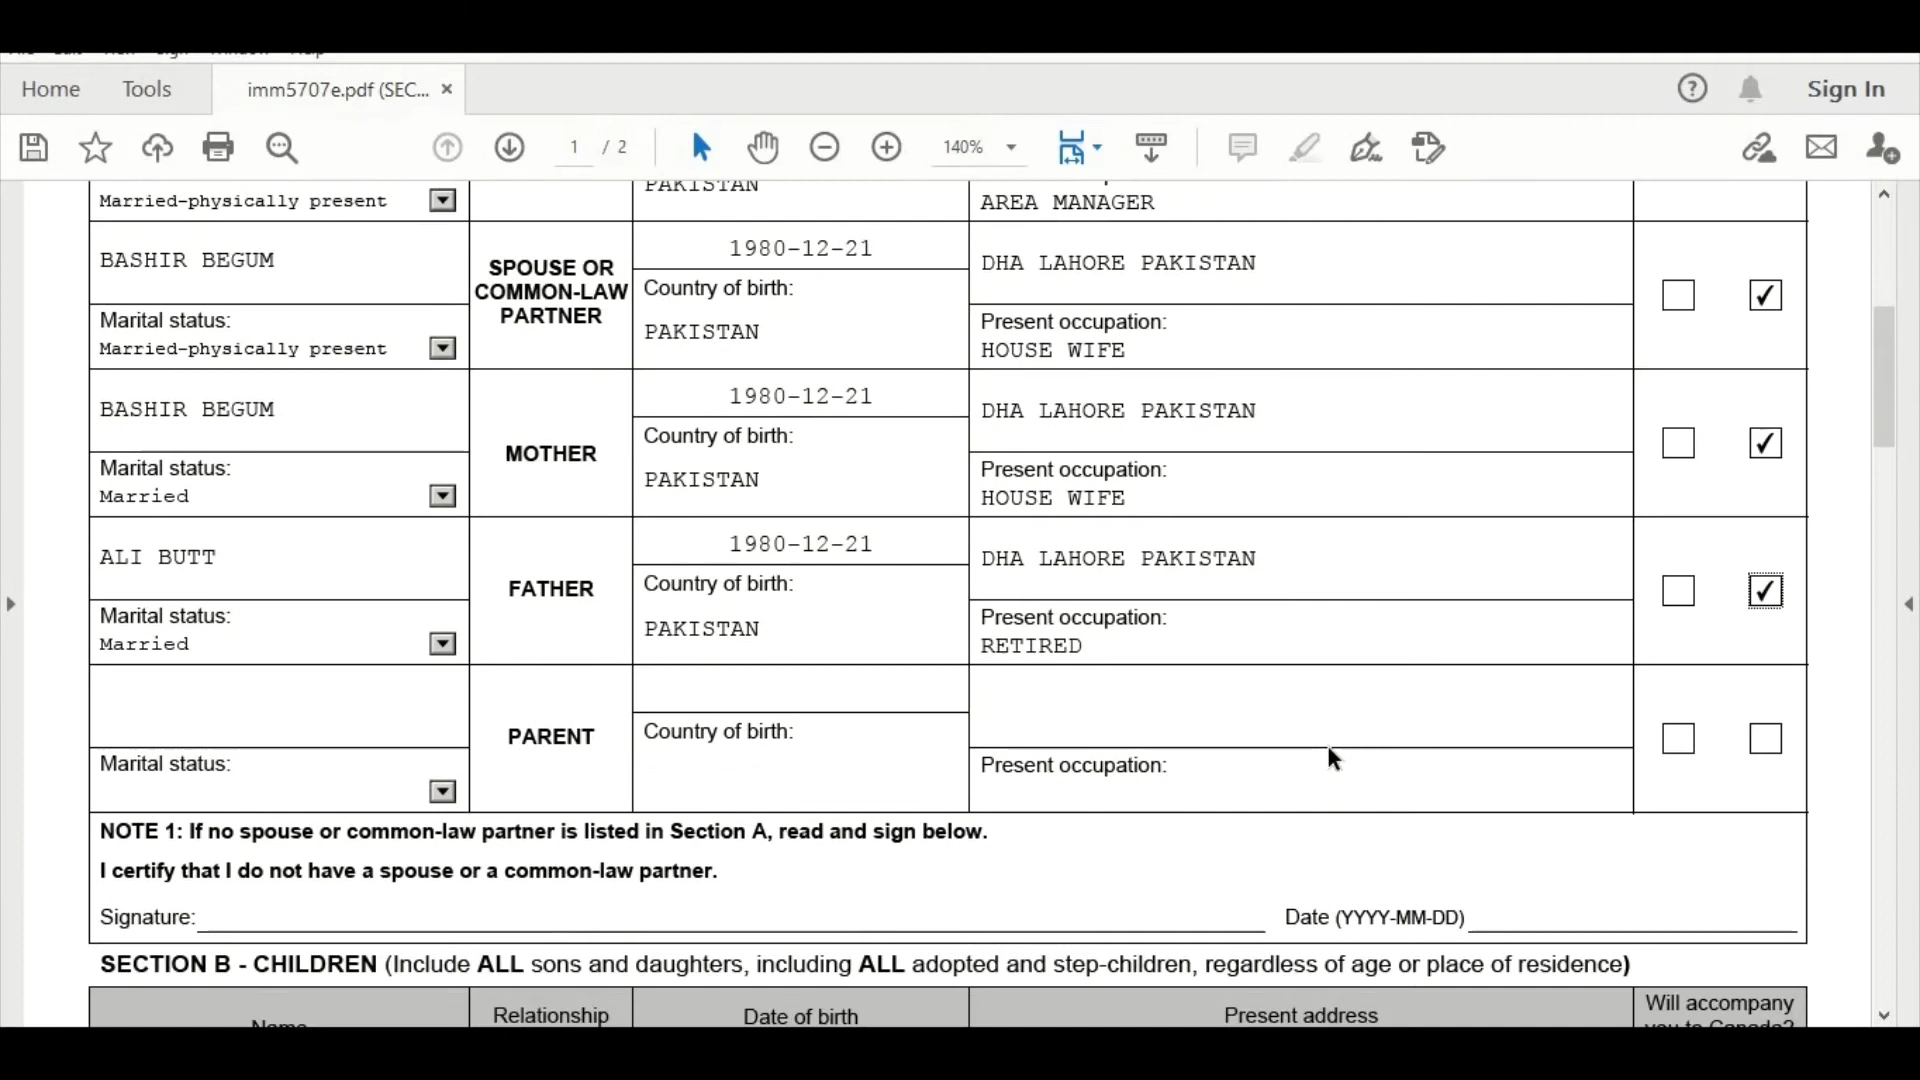 Home Tools imm5707e.pdf (SEC... × Sign In
1 / 2 140%
PAKISTAN
Married-physically present AREA MANAGER
BASHIR BEGUM SPOUSE OR COMMON-LAW PARTNER 1980-12-21 DHA LAHORE PAKISTAN
Country of birth:
Marital status: PAKISTAN Present occupation:
Married-physically present HOUSE WIFE
BASHIR BEGUM MOTHER 1980-12-21 DHA LAHORE PAKISTAN
Country of birth:
Marital status: PAKISTAN Present occupation:
Married HOUSE WIFE
ALI BUTT FATHER 1980-12-21 DHA LAHORE PAKISTAN
Country of birth:
Marital status: PAKISTAN Present occupation:
Married RETIRED
PARENT Country of birth:
Marital status: Present occupation:
NOTE 1: If no spouse or common-law partner is listed in Section A, read and sign below.
I certify that I do not have a spouse or a common-law partner.
Signature: Date (YYYY-MM-DD)
SECTION B - CHILDREN (Include ALL sons and daughters, including ALL adopted and step-children, regardless of age or place of residence)
Name Relationship Date of birth Present address Will accompany
you to Canada?